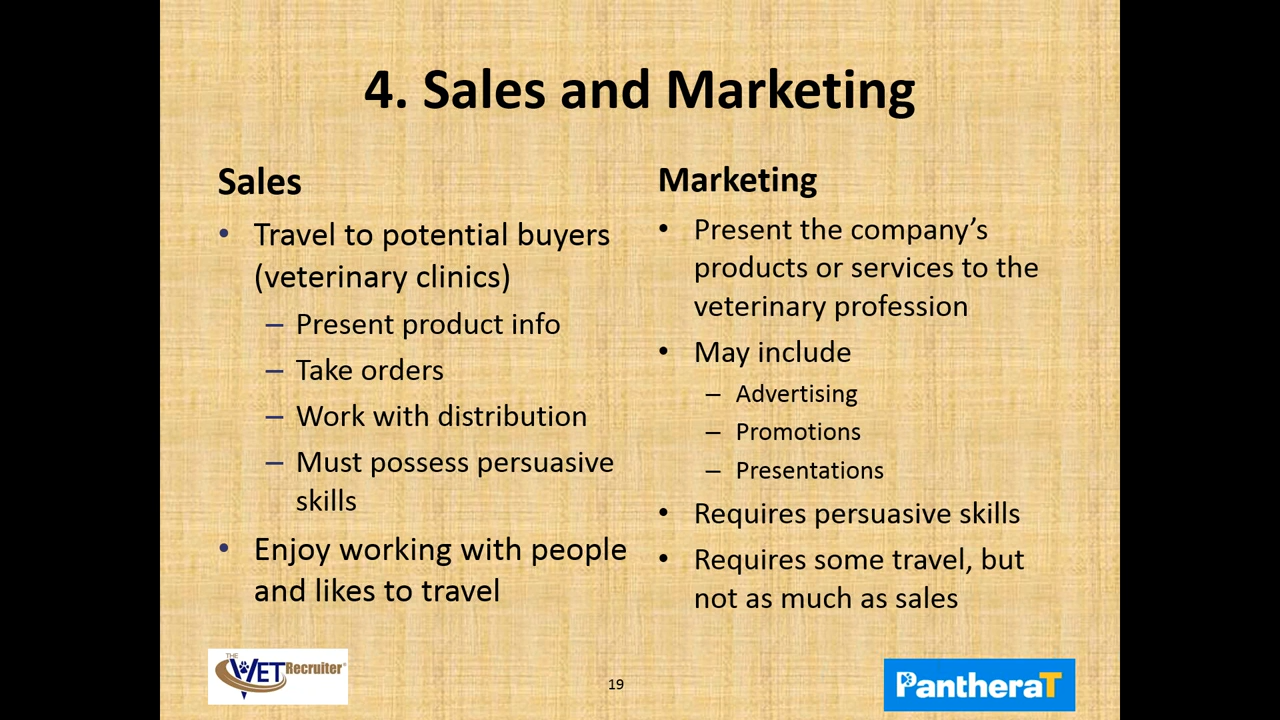 4. Sales and Marketing
Sales
• Travel to potential buyers
(veterinary clinics)
– Present product info
– Take orders
– Work with distribution
– Must possess persuasive
skills
• Enjoy working with people
and likes to travel
Marketing
• Present the company’s
products or services to the
veterinary profession
• May include
– Advertising
– Promotions
– Presentations
• Requires persuasive skills
• Requires some travel, but
not as much as sales
THE
VET Recruiter®
19
PantheraT